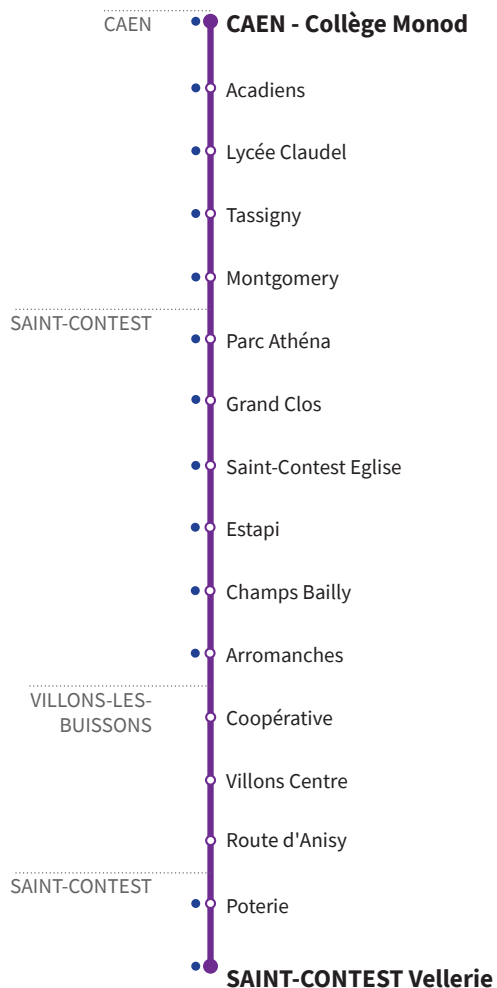 CAEN
CAEN - Collège Monod
Acadiens
Lycée Claudel
Tassigny
Montgomery
SAINT-CONTEST
Parc Athéna
Grand Clos
Saint-Contest Eglise
Estapi
Champs Bailly
Arromanches
VILLONS-LES-
BUISSONS
Coopérative
Villons Centre
Route d'Anisy
SAINT-CONTEST
Poterie
SAINT-CONTEST Vellerie